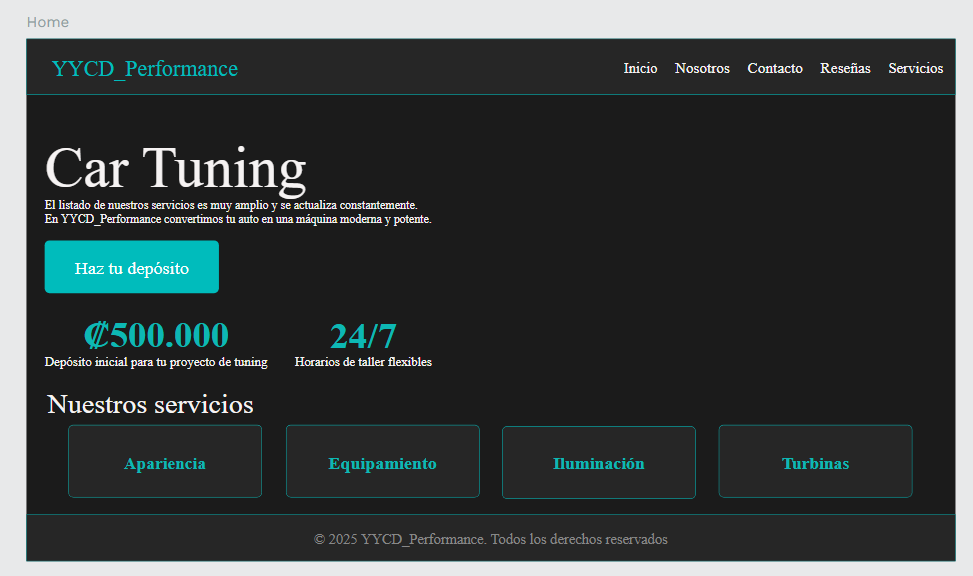 Home
YYCD_Performance
Inicio Nosotros Contacto Reseñas Servicios
Car Tuning
El listado de nuestros servicios es muy amplio y se actualiza constantemente.
En YYCD_Performance convertimos tu auto en una máquina moderna y potente.
Haz tu depósito
₡500.000 24/7
Depósito inicial para tu proyecto de tuning Horarios de taller flexibles
Nuestros servicios
Apariencia Equipamiento Iluminación Turbinas
© 2025 YYCD_Performance. Todos los derechos reservados